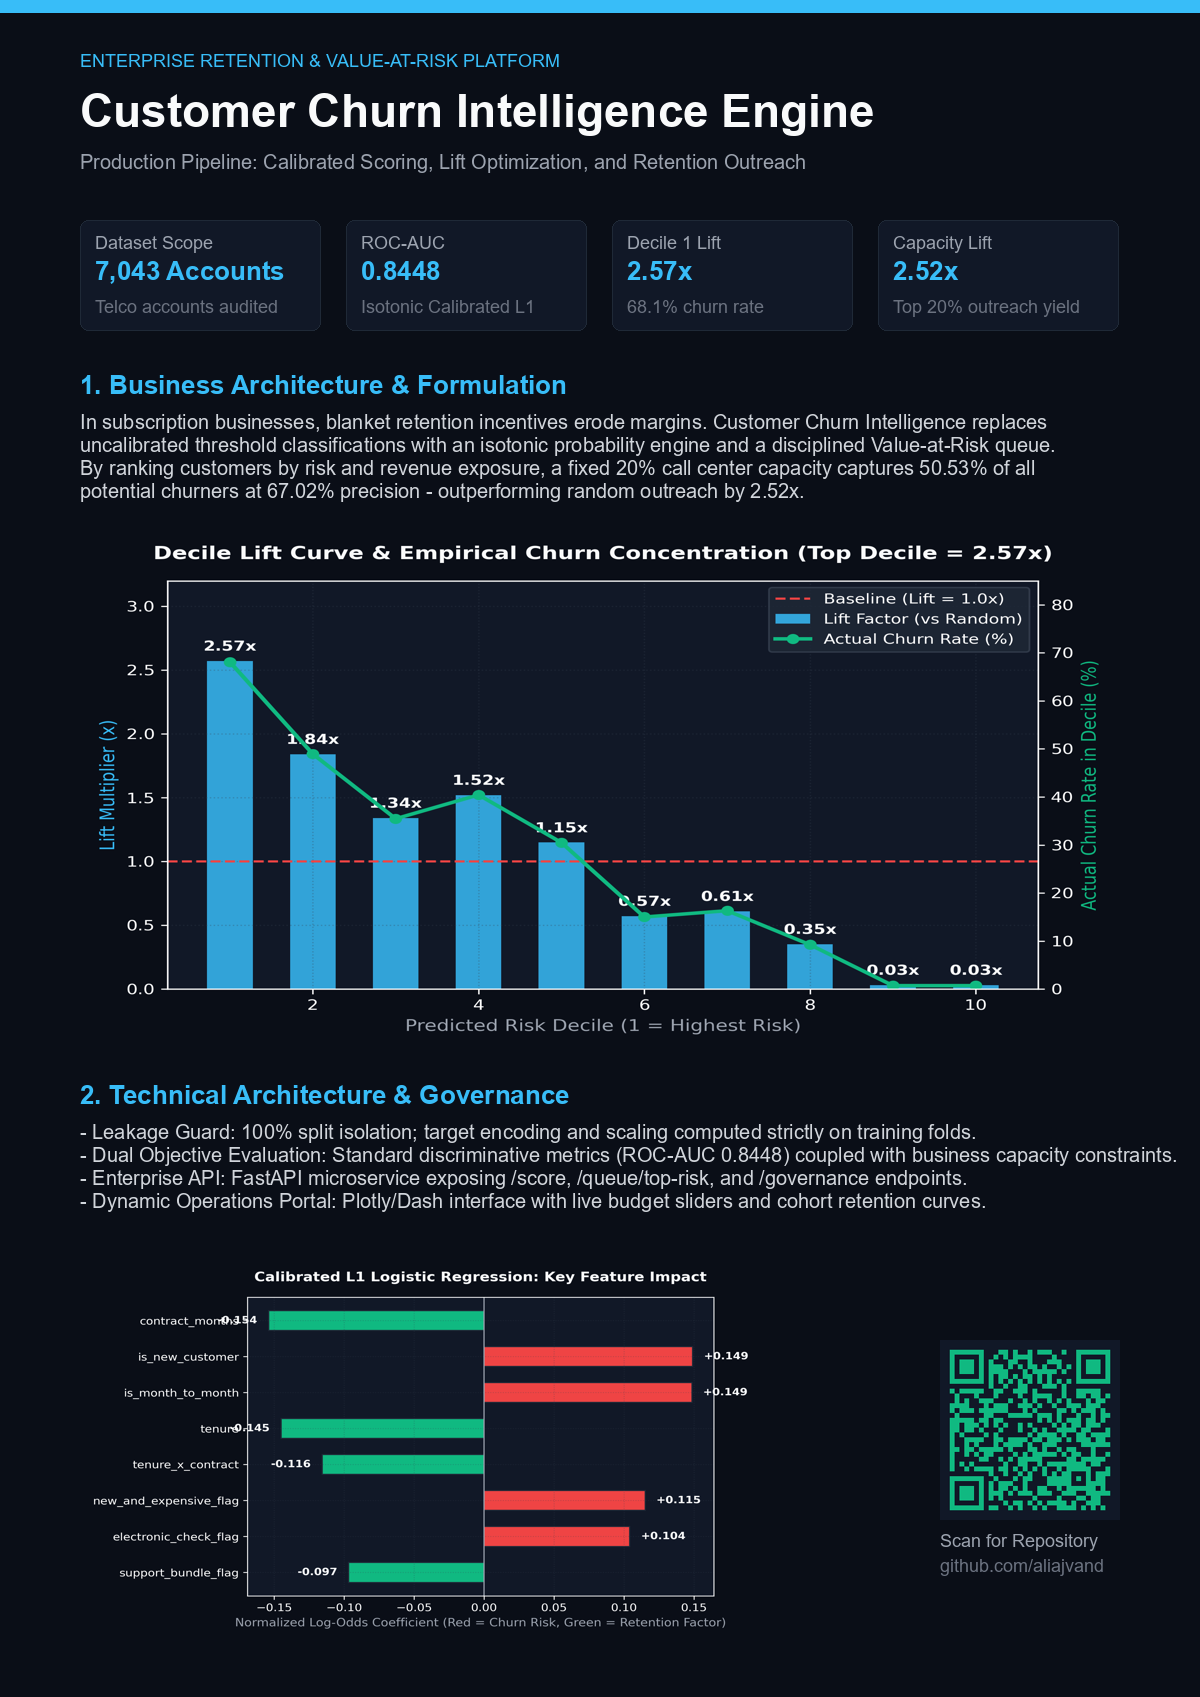 ENTERPRISE RETENTION & VALUE-AT-RISK PLATFORM
Customer Churn Intelligence Engine
Production Pipeline: Calibrated Scoring, Lift Optimization, and Retention Outreach
Dataset Scope
7,043 Accounts
Telco accounts audited
ROC-AUC
0.8448
Isotonic Calibrated L1
Decile 1 Lift
2.57x
68.1% churn rate
Capacity Lift
2.52x
Top 20% outreach yield
1. Business Architecture & Formulation
In subscription businesses, blanket retention incentives erode margins. Customer Churn Intelligence replaces
uncalibrated threshold classifications with an isotonic probability engine and a disciplined Value-at-Risk queue.
By ranking customers by risk and revenue exposure, a fixed 20% call center capacity captures 50.53% of all
potential churners at 67.02% precision - outperforming random outreach by 2.52x.
Decile Lift Curve & Empirical Churn Concentration (Top Decile = 2.57x)
Baseline (Lift = 1.0x)
Lift Factor (vs Random)
Actual Churn Rate (%)
Lift Multiplier (x)
3.0
2.5
2.0
1.5
1.0
0.5
0.0
2.57x
1.84x
1.34x
1.52x
1.15x
0.57x
0.61x
0.35x
0.03x
0.03x
80
70
60
50
40
30
20
10
0
Actual Churn Rate in Decile (%)
2
4
6
8
10
Predicted Risk Decile (1 = Highest Risk)
2. Technical Architecture & Governance
- Leakage Guard: 100% split isolation; target encoding and scaling computed strictly on training folds.
- Dual Objective Evaluation: Standard discriminative metrics (ROC-AUC 0.8448) coupled with business capacity constraints.
- Enterprise API: FastAPI microservice exposing /score, /queue/top-risk, and /governance endpoints.
- Dynamic Operations Portal: Plotly/Dash interface with live budget sliders and cohort retention curves.
Calibrated L1 Logistic Regression: Key Feature Impact
contract_months -0.154
is_new_customer +0.149
is_month_to_month +0.149
tenure -0.145
tenure_x_contract -0.116
new_and_expensive_flag +0.115
electronic_check_flag +0.104
support_bundle_flag -0.097
−0.15 −0.10 −0.05 0.00 0.05 0.10 0.15
Normalized Log-Odds Coefficient (Red = Churn Risk, Green = Retention Factor)
Scan for Repository
github.com/aliajvand